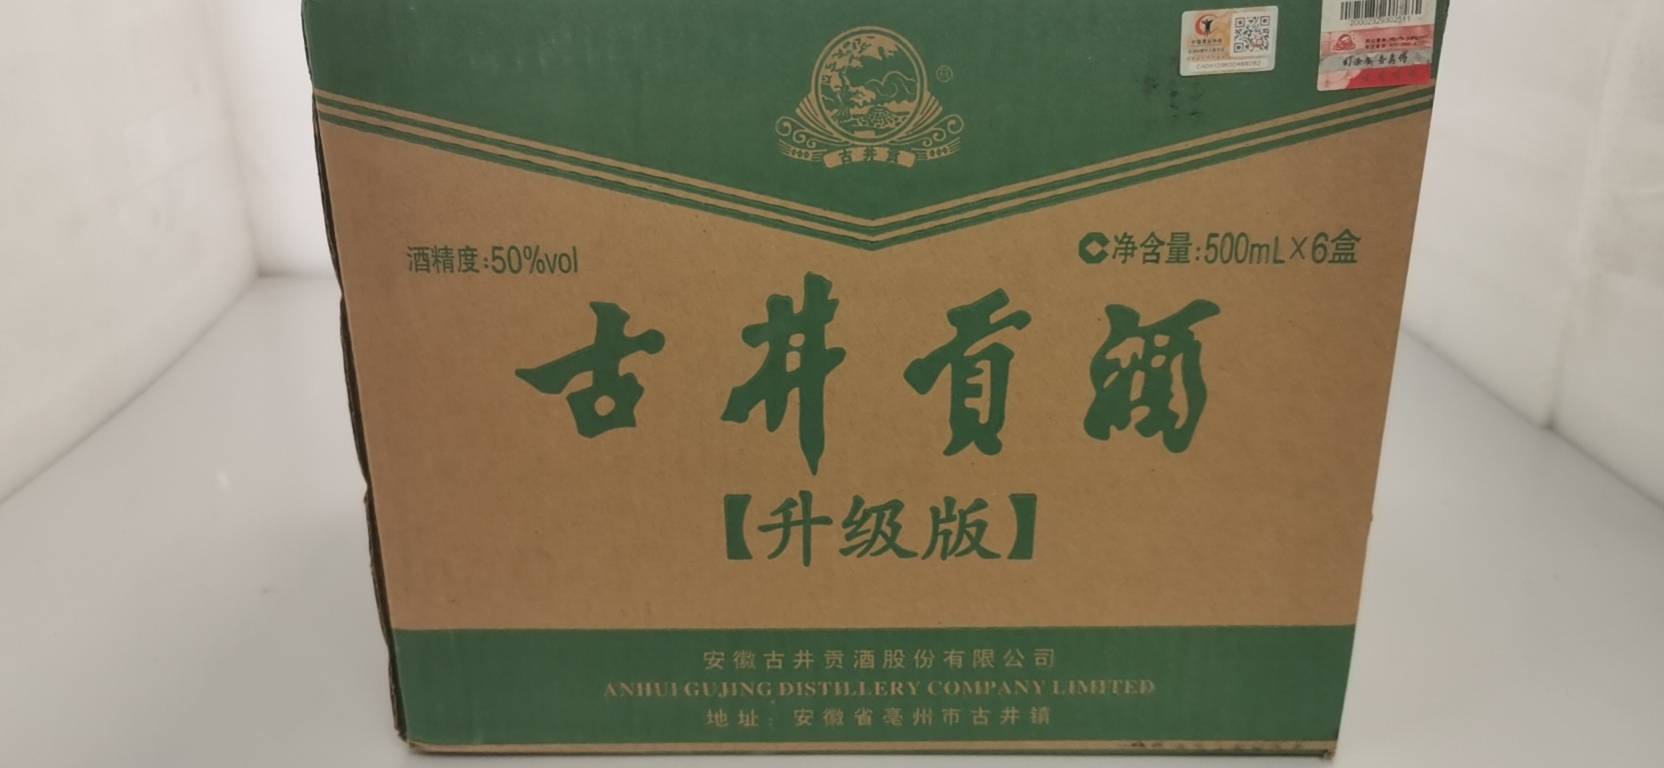 古井贡
®
酒精度:50%vol
净含量:500mL×6盒
古井贡酒
【升级版】
安徽古井贡酒股份有限公司
ANHUI GUJING DISTILLERY COMPANY LIMITED
地址：安徽省亳州市古井镇